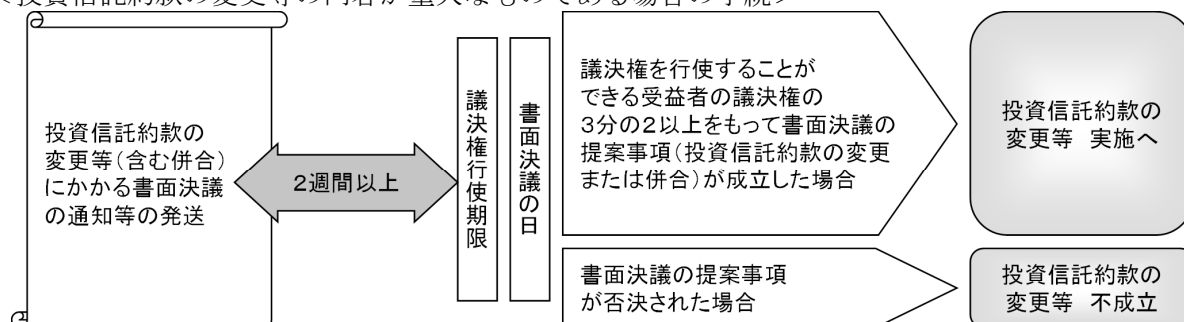 <投資信託約款の変更等の内容が重大なものである場合の手続>
投資信託約款の
変更等(含む併合)
にかかる書面決議
の通知等の発送
2週間以上
議決権行使期限
書面決議の日
議決権を行使することが
できる受益者の議決権の
3分の2以上をもって書面決議の
提案事項(投資信託約款の変更
または併合)が成立した場合
投資信託約款の
変更等 実施へ
書面決議の提案事項
が否決された場合
投資信託約款の
変更等 不成立